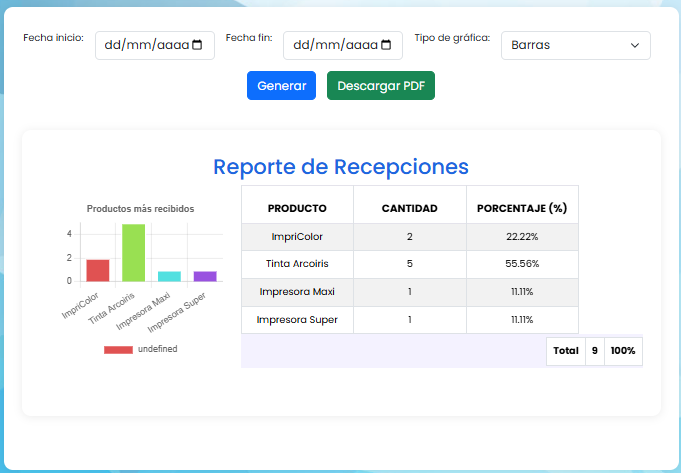 Fecha inicio: dd/mm/aaaa Fecha fin: dd/mm/aaaa Tipo de gráfica: Barras
Generar Descargar PDF
Reporte de Recepciones
Productos más recibidos
4
2
0
ImpriColor Tinta Arcoiris Impresora Maxi Impresora Super
undefined
PRODUCTO CANTIDAD PORCENTAJE (%)
ImpriColor 2 22.22%
Tinta Arcoiris 5 55.56%
Impresora Maxi 1 11.11%
Impresora Super 1 11.11%
Total 9 100%